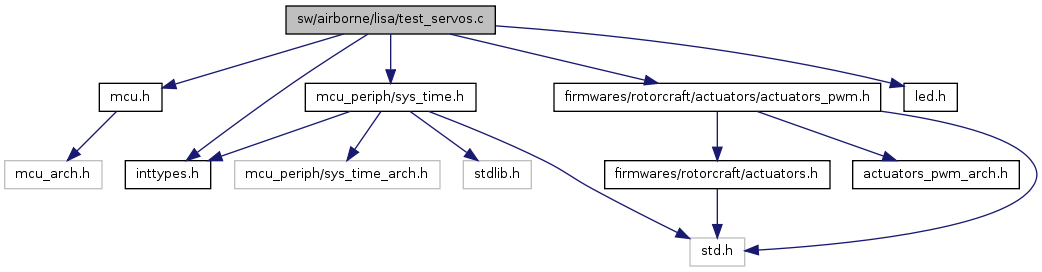 sw/airborne/lisa/test_servos.c
mcu.h
mcu_periph/sys_time.h
firmwares/rotorcraft/actuators/actuators_pwm.h
led.h
mcu_arch.h
inttypes.h
mcu_periph/sys_time_arch.h
stdlib.h
firmwares/rotorcraft/actuators.h
actuators_pwm_arch.h
std.h